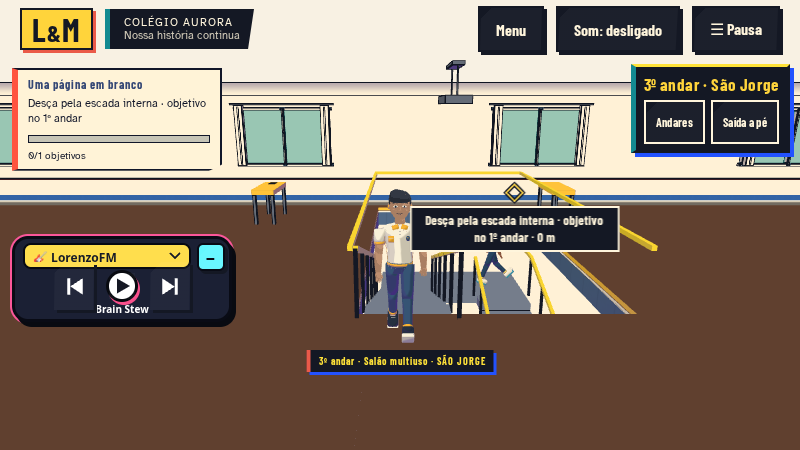 L&M
COLÉGIO AURORA
Nossa história continua
Menu
Som: desligado
☰ Pausa
Uma página em branco
Desça pela escada interna · objetivo
no 1º andar
0/1 objetivos
3º andar · São Jorge
Andares
Saída a pé
Desça pela escada interna · objetivo
no 1º andar · 0 m
🎸 LorenzoFM
–
Brain Stew
3º andar · Salão multiuso · SÃO JORGE